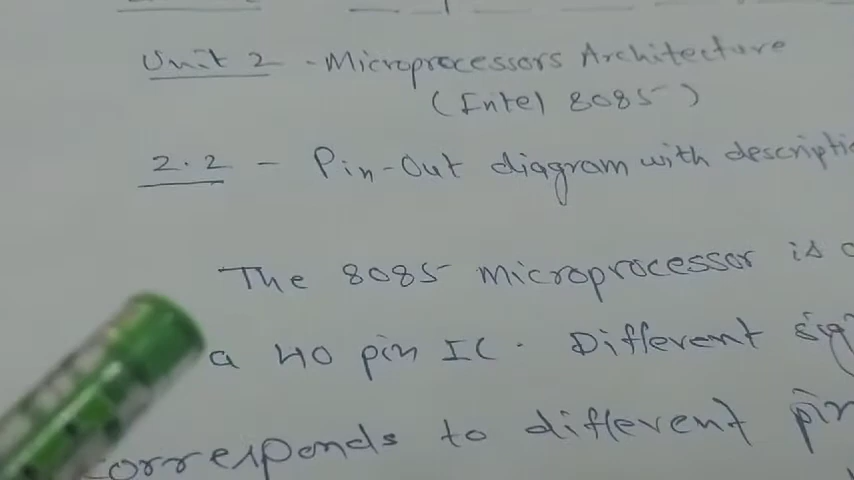 Unit 2 - Microprocessors Architecture
(Intel 8085)
2.2 - Pin-Out diagram with
The 8085 microprocessor is
a 40 pin IC. Different
corresponds to different